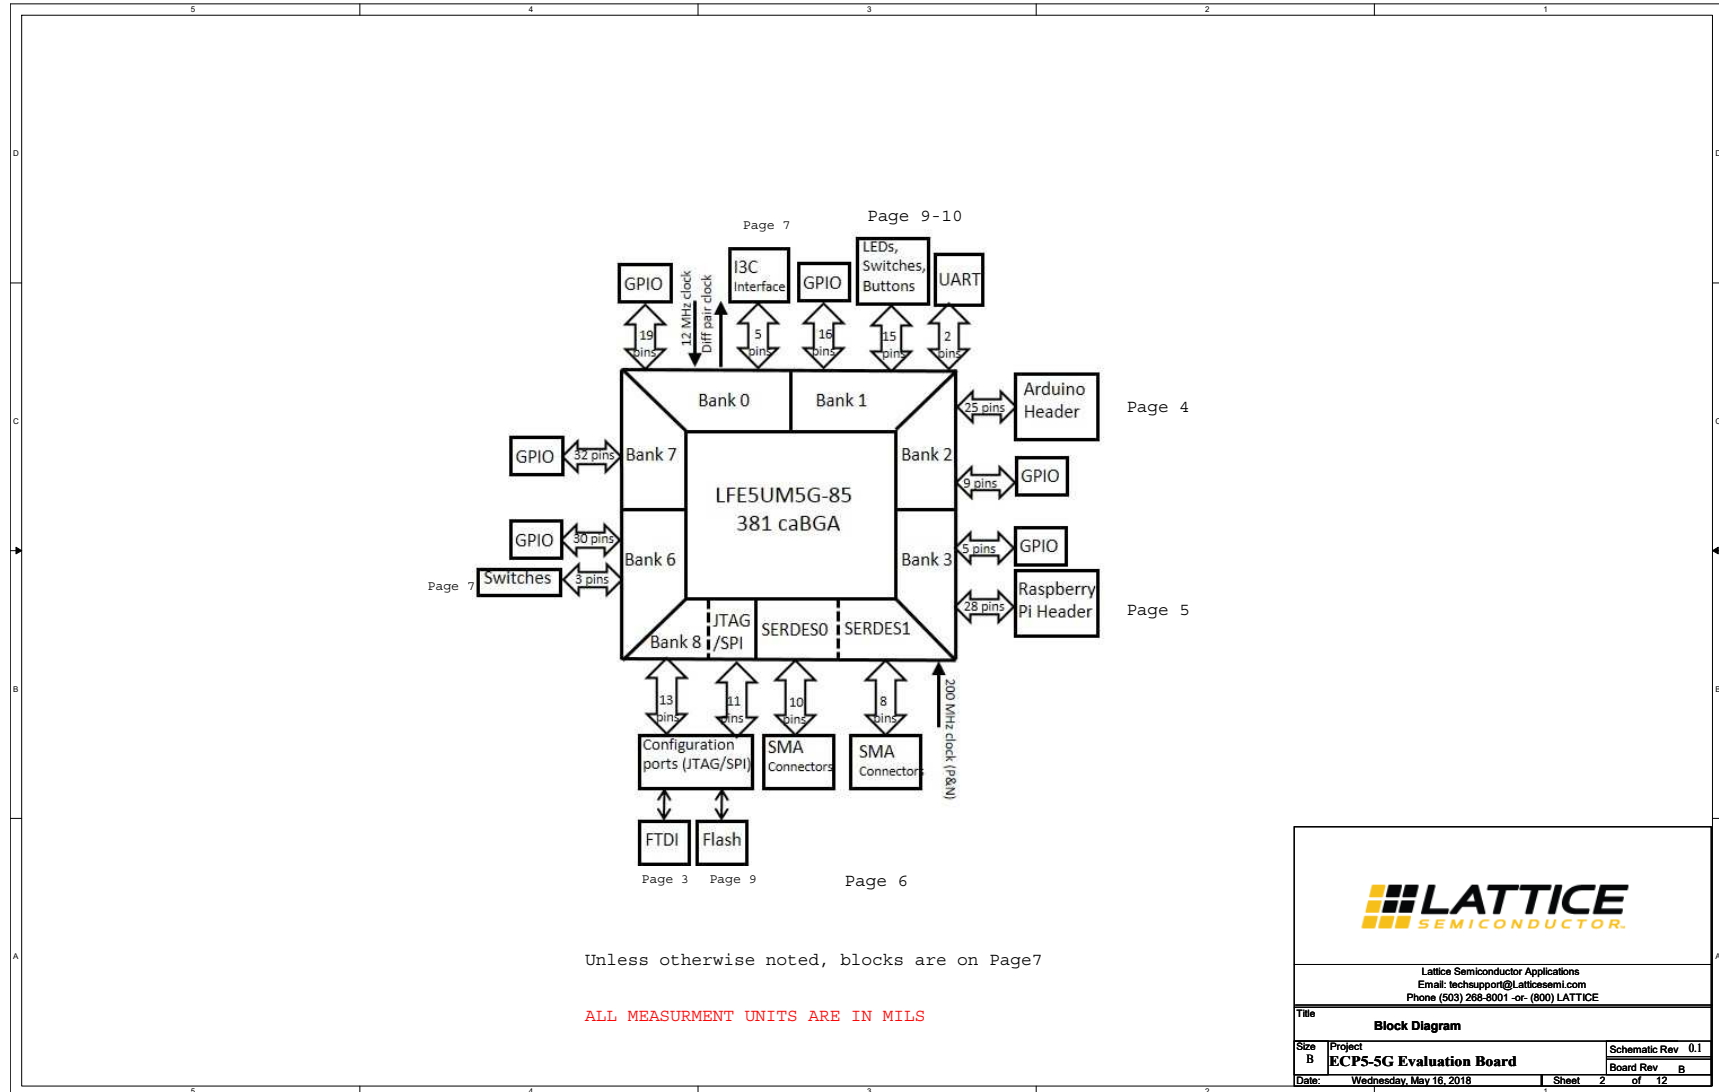 5 4 3 2 1
D D
C C
B B
A A
Page 7
Page 9-10
GPIO
12 MHz clock
Diff pair clock
I3C
Interface
GPIO
LEDs,
Switches,
Buttons
UART
19
pins
5
pins
16
pins
15
pins
2
pins
Bank 0
Bank 1
25 pins
Arduino
Header
Page 4
GPIO
32 pins
Bank 7
Bank 2
9 pins
GPIO
LFE5UM5G-85
381 caBGA
GPIO
30 pins
Bank 6
Bank 3
5 pins
GPIO
Page 7
Switches
3 pins
28 pins
Raspberry
Pi Header
Page 5
Bank 8
JTAG
/SPI
SERDES0
SERDES1
13
pins
11
pins
10
pins
8
pins
200 MHz clock (P&N)
Configuration
ports (JTAG/SPI)
SMA
Connectors
SMA
Connectors
FTDI
Flash
Page 3
Page 9
Page 6
Unless otherwise noted, blocks are on Page7
ALL MEASURMENT UNITS ARE IN MILS
LATTICE
SEMICONDUCTOR
Lattice Semiconductor Applications
Email: techsupport@Latticesemi.com
Phone (503) 268-8001 -or- (800) LATTICE
Title
Block Diagram
Size
B
Project
ECP5-5G Evaluation Board
Schematic Rev 0.1
Board Rev B
Date: Wednesday, May 16, 2018
Sheet 2 of 12
5 4 3 2 1